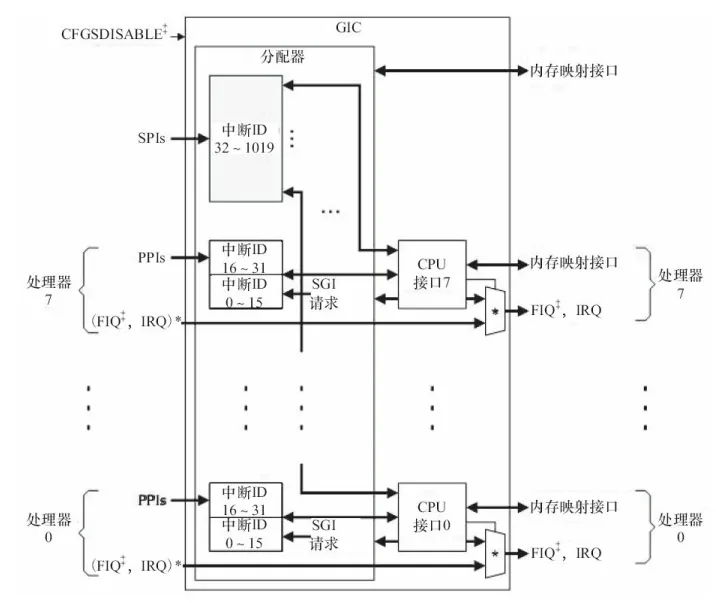 GIC
CFGSDISABLE‡
分配器
内存映射接口
SPIs
中断ID
32～1019
PPIs
中断ID
16～31
中断ID
0～15
SGI
请求
CPU
接口7
内存映射接口
处理器
7
(FIQ‡，IRQ)*
*
FIQ‡，IRQ
处理器
7
PPIs
中断ID
16～31
中断ID
0～15
SGI
请求
CPU
接口0
内存映射接口
处理器
0
(FIQ‡，IRQ)*
*
FIQ‡，IRQ
处理器
0